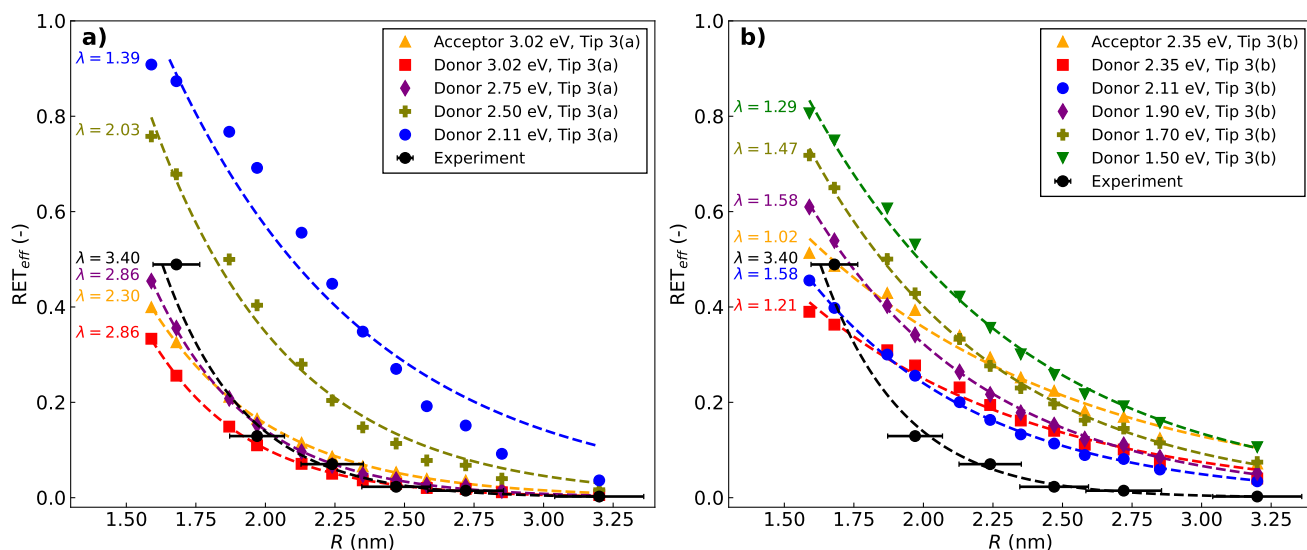 a)
1.0
0.8
0.6
0.4
0.2
0.0
RET_eff (-)
1.50 1.75 2.00 2.25 2.50 2.75 3.00 3.25
R (nm)
λ = 1.39
λ = 2.03
λ = 3.40
λ = 2.86
λ = 2.30
λ = 2.86
Acceptor 3.02 eV, Tip 3(a)
Donor 3.02 eV, Tip 3(a)
Donor 2.75 eV, Tip 3(a)
Donor 2.50 eV, Tip 3(a)
Donor 2.11 eV, Tip 3(a)
Experiment
b)
1.0
0.8
0.6
0.4
0.2
0.0
RET_eff (-)
1.50 1.75 2.00 2.25 2.50 2.75 3.00 3.25
R (nm)
λ = 1.29
λ = 1.47
λ = 1.58
λ = 1.02
λ = 3.40
λ = 1.58
λ = 1.21
Acceptor 2.35 eV, Tip 3(b)
Donor 2.35 eV, Tip 3(b)
Donor 2.11 eV, Tip 3(b)
Donor 1.90 eV, Tip 3(b)
Donor 1.70 eV, Tip 3(b)
Donor 1.50 eV, Tip 3(b)
Experiment